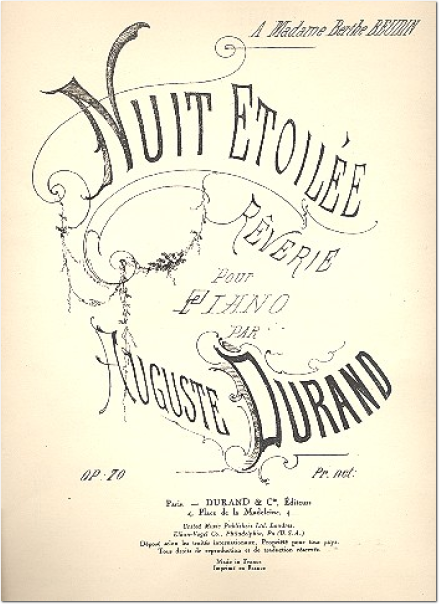 A Madame Berthe BEUDIN
NUIT ETOILÉE
RÊVERIE
Pour
PIANO
PAR
AUGUSTE DURAND
OP: 70
Pr. net:
Paris — DURAND & Cie, Éditeurs
4, Place de la Madeleine, 4
United Music Publishers Ltd. Londres.
Elkan-Vogel Co., Philadelphia, Pa (U.S.A.)
Déposé selon les traités internationaux. Propriété pour tous pays.
Tous droits de reproduction et de traduction réservés.
Made in France
Imprimé en France